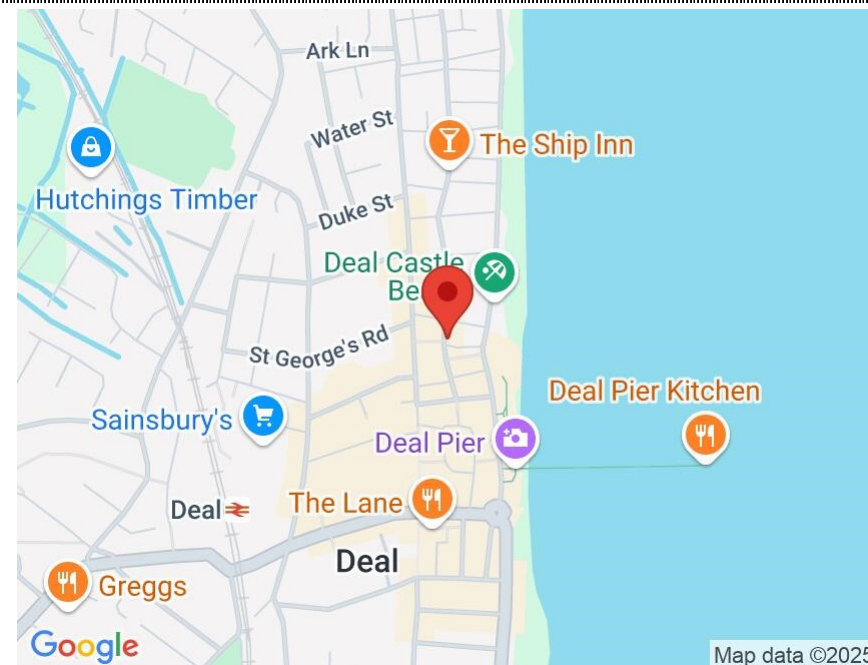 Ark Ln
Water St
The Ship Inn
Hutchings Timber
Duke St
Deal Castle
Be
St George's Rd
Deal Pier Kitchen
Sainsbury's
Deal Pier
Deal
The Lane
Deal
Greggs
Google
Map data ©2025